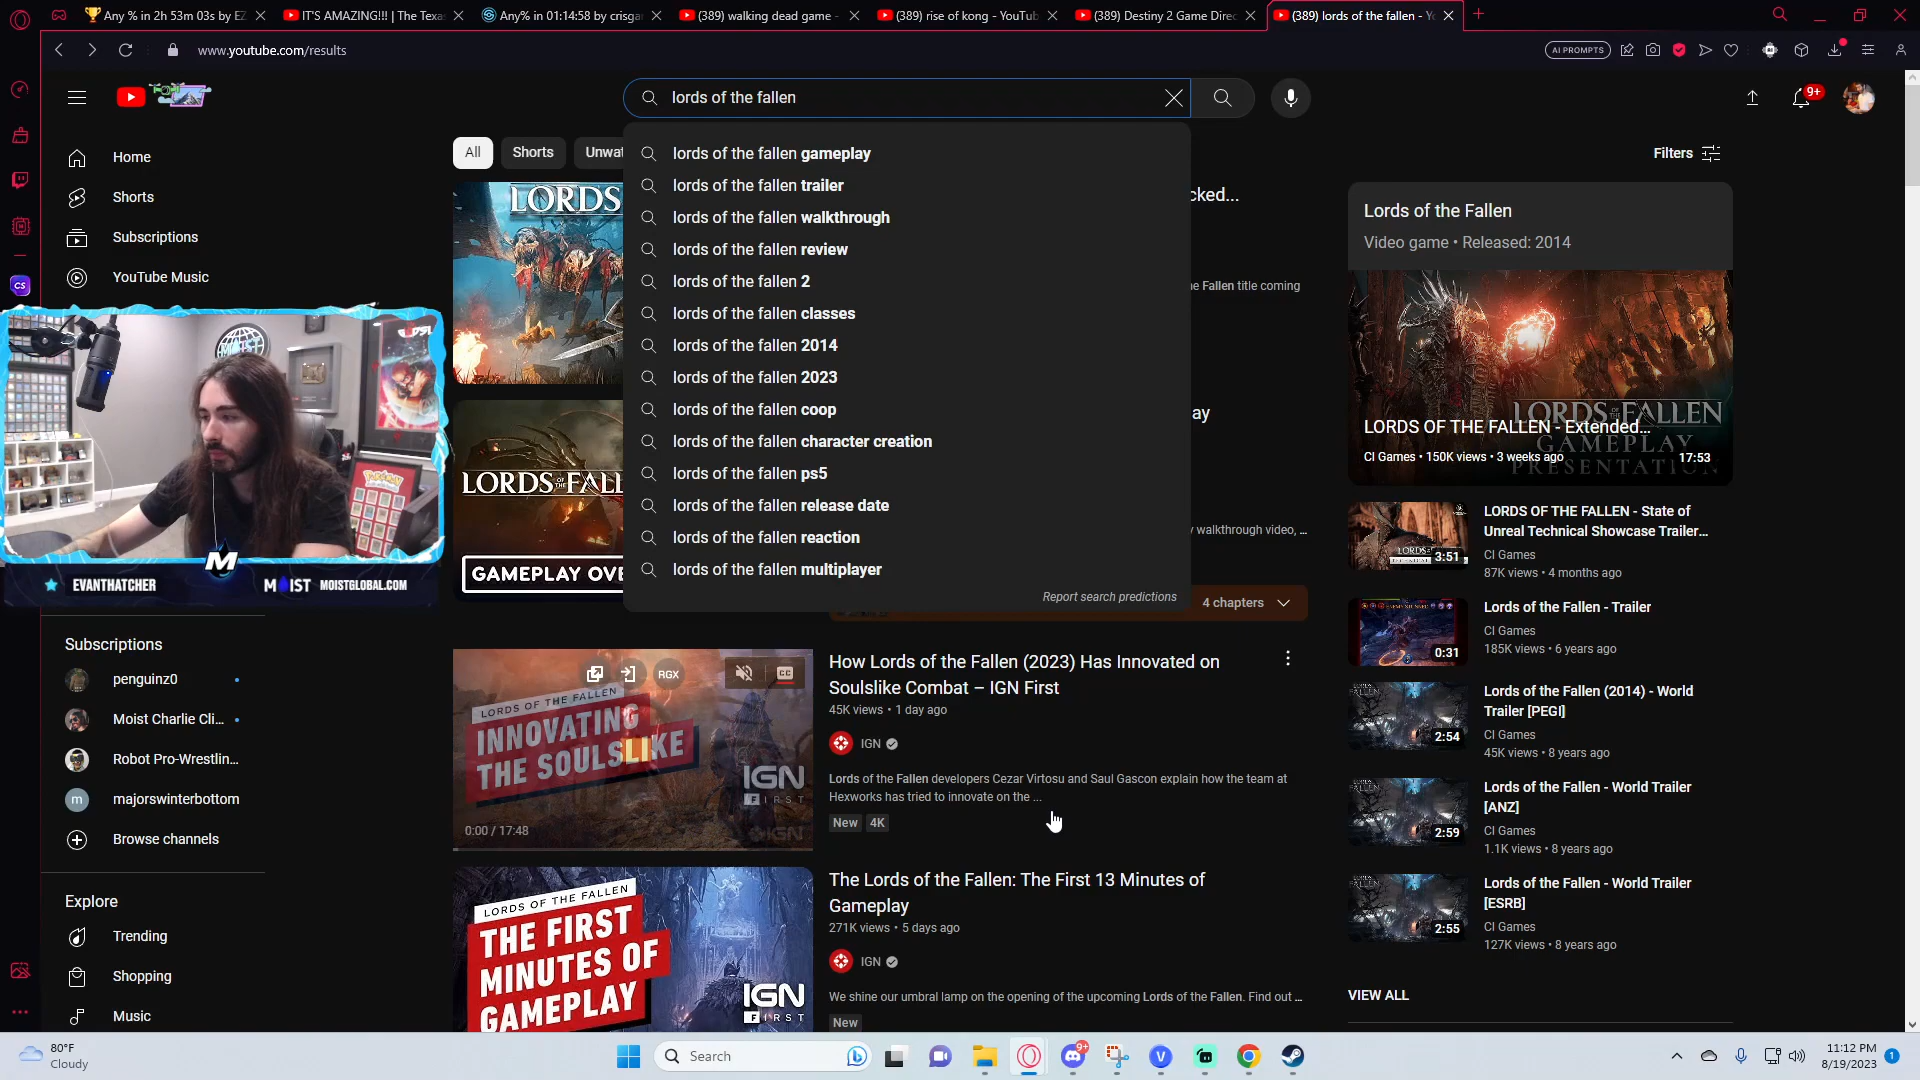 Any % in 2h 53m 03s by EZ
IT'S AMAZING!!! | The Texas
Any% in 01:14:58 by crisga
(389) walking dead game -
(389) rise of kong - YouTub
(389) Destiny 2 Game Direc
(389) lords of the fallen - Yo
www.youtube.com/results
AI PROMPTS
lords of the fallen
9+
Home
Shorts
Subscriptions
YouTube Music
All
Shorts
Unwat
Filters
lords of the fallen gameplay
lords of the fallen trailer
lords of the fallen walkthrough
lords of the fallen review
lords of the fallen 2
lords of the fallen classes
lords of the fallen 2014
lords of the fallen 2023
lords of the fallen coop
lords of the fallen character creation
lords of the fallen ps5
lords of the fallen release date
lords of the fallen reaction
lords of the fallen multiplayer
Report search predictions
LORDS
cked...
e Fallen title coming
LORDS OF THE FALL
GAMEPLAY OVE
ay
y walkthrough video, ...
4 chapters
CS
EVANTHATCHER
M
MOIST
MOISTGLOBAL.COM
Subscriptions
penguinz0
Moist Charlie Cli...
Robot Pro-Wrestlin...
m
majorswinterbottom
Browse channels
Explore
Trending
Shopping
Music
RGX
LORDS OF THE FALLEN
INNOVATING
THE SOULSLIKE
IGN
FIRST
0:00 / 17:48
How Lords of the Fallen (2023) Has Innovated on
Soulslike Combat – IGN First
45K views • 1 day ago
IGN
Lords of the Fallen developers Cezar Virtosu and Saul Gascon explain how the team at
Hexworks has tried to innovate on the ...
New
4K
LORDS OF THE FALLEN
THE FIRST
MINUTES OF
GAMEPLAY
IGN
FIRST
The Lords of the Fallen: The First 13 Minutes of
Gameplay
271K views • 5 days ago
IGN
We shine our umbral lamp on the opening of the upcoming Lords of the Fallen. Find out ...
New
Lords of the Fallen
Video game • Released: 2014
LORDS OF THE FALLEN
GAMEPLAY
PRESENTATION
LORDS OF THE FALLEN - Extended...
CI Games • 150K views • 3 weeks ago
17:53
3:51
LORDS OF THE FALLEN - State of
Unreal Technical Showcase Trailer...
CI Games
87K views • 4 months ago
0:31
Lords of the Fallen - Trailer
CI Games
185K views • 6 years ago
2:54
Lords of the Fallen (2014) - World
Trailer [PEGI]
CI Games
45K views • 8 years ago
2:59
Lords of the Fallen - World Trailer
[ANZ]
CI Games
1.1K views • 8 years ago
2:55
Lords of the Fallen - World Trailer
[ESRB]
CI Games
127K views • 8 years ago
VIEW ALL
80°F
Cloudy
Search
9+
V
11:12 PM
8/19/2023
1